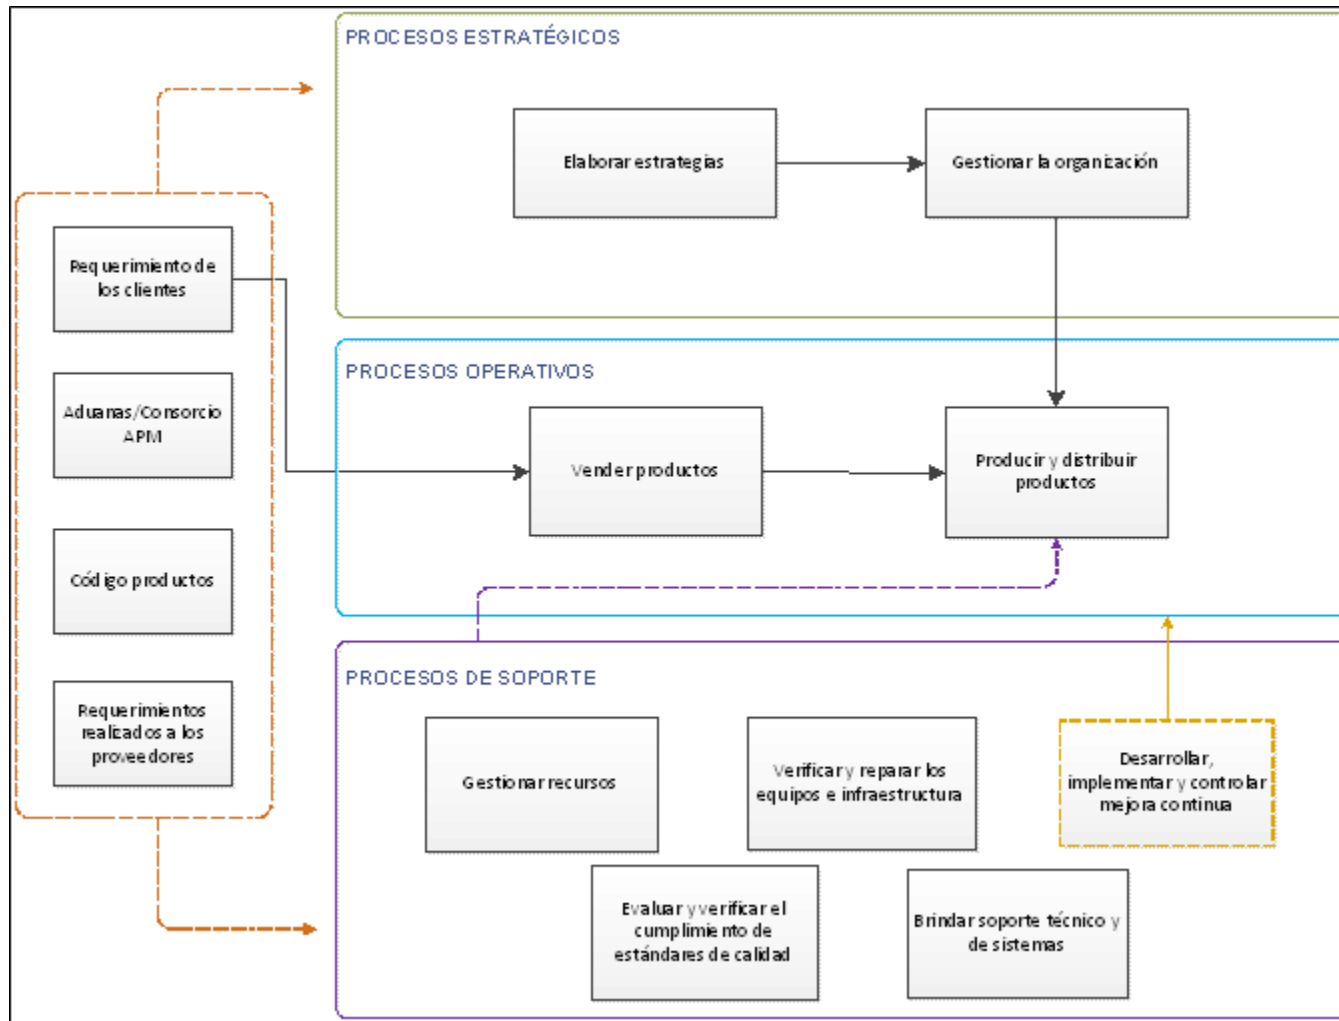 PROCESOS ESTRATÉGICOS
Elaborar estrategias
Gestionar la organización
Requerimiento de
los clientes
Aduanas/Consorcio
APM
Código productos
Requerimientos
realizados a los
proveedores
PROCESOS OPERATIVOS
Vender productos
Producir y distribuir
productos
PROCESOS DE SOPORTE
Gestionar recursos
Verificar y reparar los
equipos e infraestructura
Desarrollar,
implementar y controlar
mejora continua
Evaluar y verificar el
cumplimiento de
estándares de calidad
Brindar soporte técnico y
de sistemas